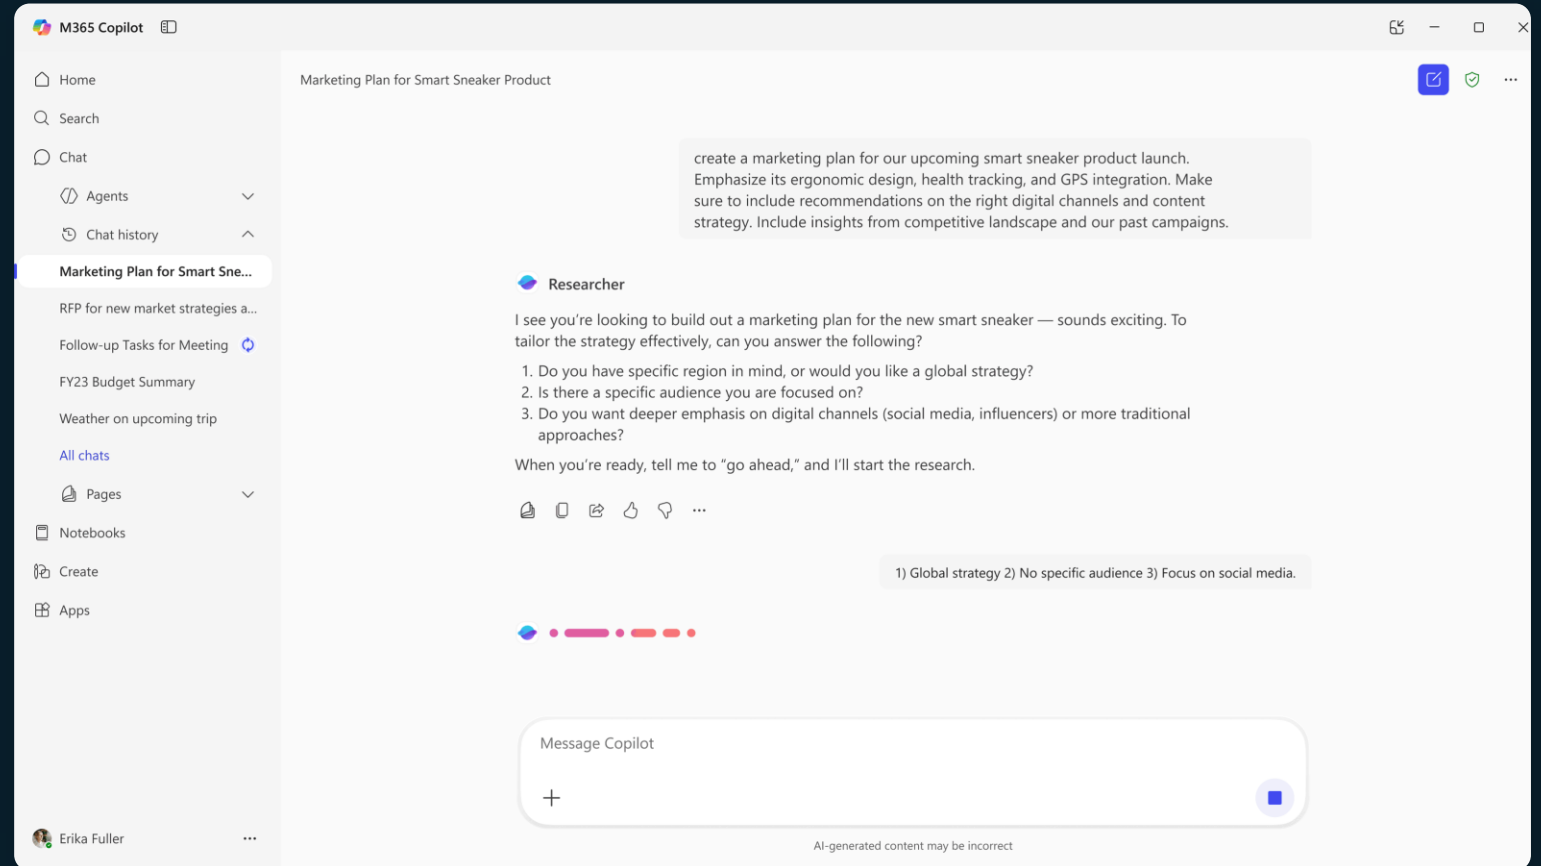 M365 Copilot
Home
Search
Chat
Agents
Chat history
Marketing Plan for Smart Sne...
RFP for new market strategies a...
Follow-up Tasks for Meeting
FY23 Budget Summary
Weather on upcoming trip
All chats
Pages
Notebooks
Create
Apps
Erika Fuller
Marketing Plan for Smart Sneaker Product
create a marketing plan for our upcoming smart sneaker product launch.
Emphasize its ergonomic design, health tracking, and GPS integration. Make
sure to include recommendations on the right digital channels and content
strategy. Include insights from competitive landscape and our past campaigns.
Researcher
I see you’re looking to build out a marketing plan for the new smart sneaker — sounds exciting. To
tailor the strategy effectively, can you answer the following?
1. Do you have specific region in mind, or would you like a global strategy?
2. Is there a specific audience you are focused on?
3. Do you want deeper emphasis on digital channels (social media, influencers) or more traditional
approaches?
When you’re ready, tell me to “go ahead,” and I’ll start the research.
1) Global strategy 2) No specific audience 3) Focus on social media.
Message Copilot
AI-generated content may be incorrect